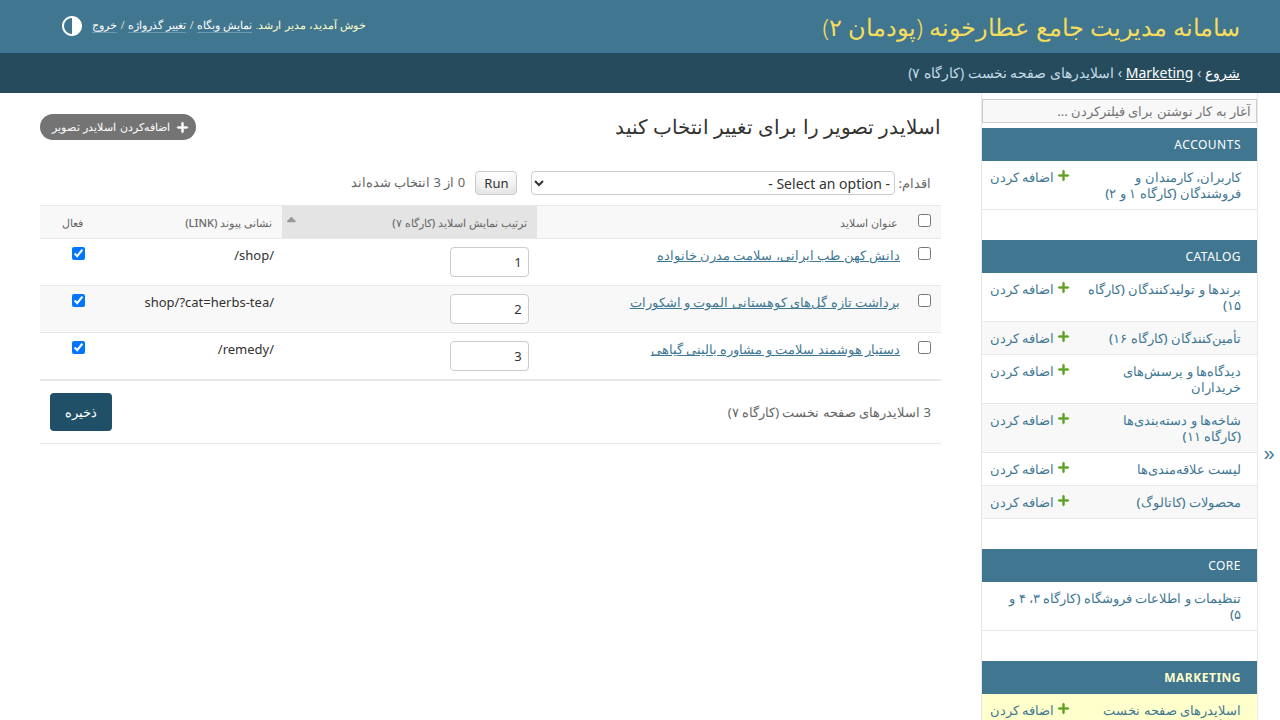 سامانه مدیریت جامع عطارخونه (پودمان ۲)
خوش آمدید، مدیر ارشد. نمایش وبگاه / تغییر گذرواژه / خروج
شروع › Marketing › اسلایدرهای صفحه نخست (کارگاه ۷)
آغار به کار نوشتن برای فیلترکردن ...
ACCOUNTS
کاربران، کارمندان و
فروشندگان (کارگاه ۱ و ۲)
اضافه کردن
CATALOG
برندها و تولیدکنندگان (کارگاه
۱۵)
اضافه کردن
تأمین‌کنندگان (کارگاه ۱۶)
اضافه کردن
دیدگاه‌ها و پرسش‌های
خریداران
اضافه کردن
شاخه‌ها و دسته‌بندی‌ها
(کارگاه ۱۱)
اضافه کردن
لیست علاقه‌مندی‌ها
اضافه کردن
محصولات (کاتالوگ)
اضافه کردن
CORE
تنظیمات و اطلاعات فروشگاه (کارگاه ۳، ۴ و
۵)
MARKETING
اسلایدرهای صفحه نخست
اضافه کردن
»
اسلایدر تصویر را برای تغییر انتخاب کنید
اضافه‌کردن اسلایدر تصویر
اقدام: - Select an option - Run 0 از 3 انتخاب شده‌اند
عنوان اسلاید ترتیب نمایش اسلاید (کارگاه ۷) نشانی پیوند (LINK) فعال
دانش کهن طب ایرانی، سلامت مدرن خانواده 1 /shop/
برداشت تازه گل‌های کوهستانی الموت و اشکورات 2 shop/?cat=herbs-tea/
دستیار هوشمند سلامت و مشاوره بالینی گیاهی 3 /remedy/
3 اسلایدرهای صفحه نخست (کارگاه ۷)
ذخیره